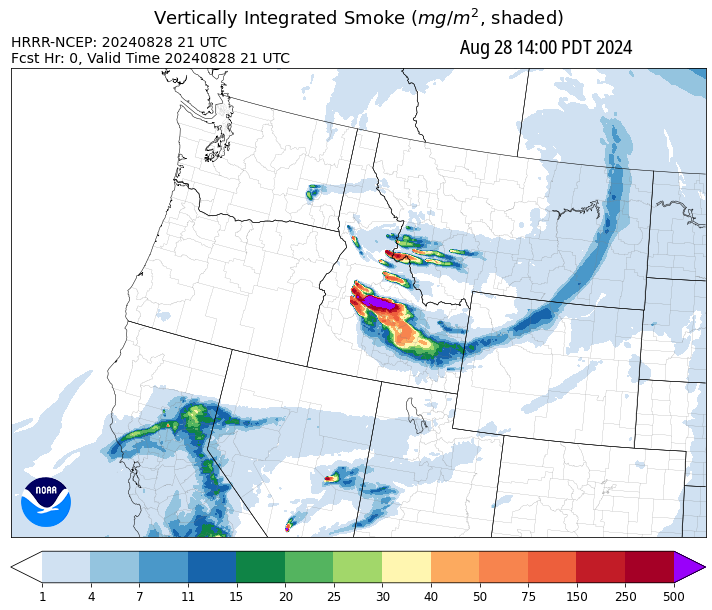 Vertically Integrated Smoke (mg/m², shaded)
HRRR-NCEP: 20240828 21 UTC
Fcst Hr: 0, Valid Time 20240828 21 UTC
Aug 28 14:00 PDT 2024
NOAA
1 4 7 11 15 20 25 30 40 50 75 150 250 500